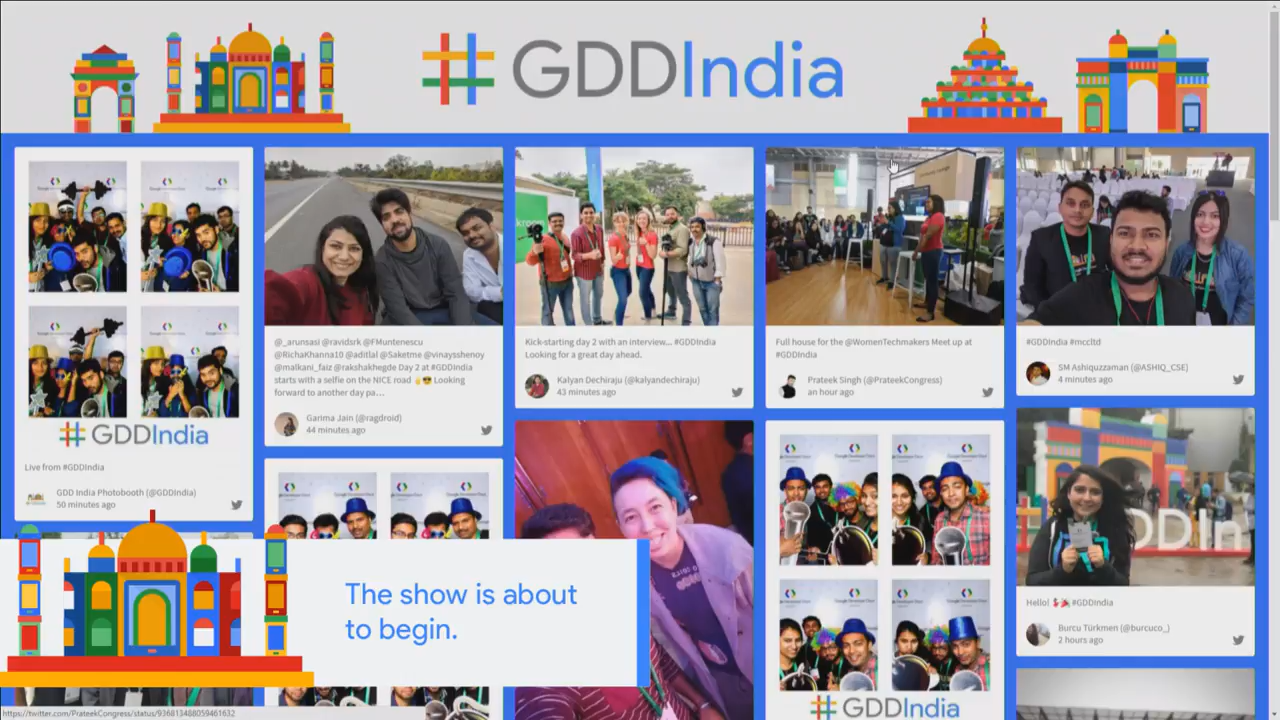 #GDDIndia
#GDDIndia
Live from #GDDIndia
GDD India Photobooth (@GDDIndia)
50 minutes ago
@_arunsasi @ravidsrk @FMuntenescu
@RichaKhanna10 @aditlal @Saketme @vinaysshenoy
@malkani_faiz @rakshakhegde Day 2 at #GDDIndia
starts with a selfie on the NICE road ✌😎 Looking
forward to another day pa…
Garima Jain (@ragdroid)
44 minutes ago
Kick-starting day 2 with an interview... #GDDIndia
Looking for a great day ahead.
Kalyan Dechiraju (@kalyandechiraju)
43 minutes ago
Full house for the @WomenTechmakers Meet up at
#GDDIndia
Prateek Singh (@PrateekCongress)
an hour ago
#GDDIndia #mccltd
SM Ashiquzzaman (@ASHIQ_CSE)
4 minutes ago
DDIn
Hello! 💃🎉 #GDDIndia
Burcu Türkmen (@burcuco_)
2 hours ago
#GDDIndia
The show is about
to begin.
https://twitter.com/PrateekCongress/status/936813488059461632